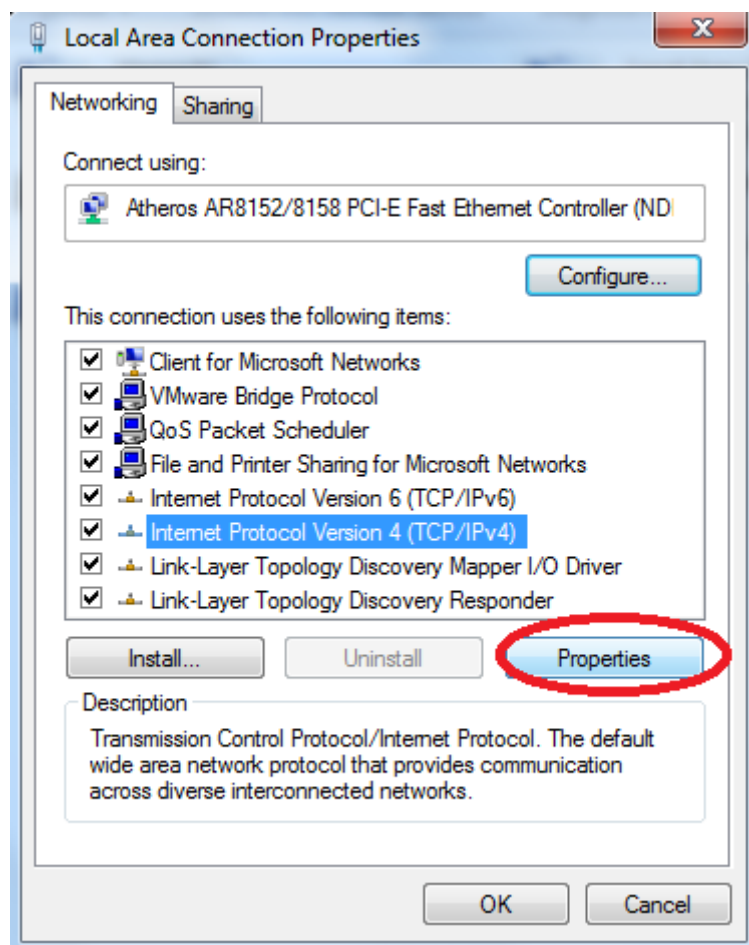 Local Area Connection Properties
Networking Sharing
Connect using:
Atheros AR8152/8158 PCI-E Fast Ethernet Controller (ND
Configure...
This connection uses the following items:
Client for Microsoft Networks
VMware Bridge Protocol
QoS Packet Scheduler
File and Printer Sharing for Microsoft Networks
Internet Protocol Version 6 (TCP/IPv6)
Internet Protocol Version 4 (TCP/IPv4)
Link-Layer Topology Discovery Mapper I/O Driver
Link-Layer Topology Discovery Responder
Install... Uninstall Properties
Description
Transmission Control Protocol/Internet Protocol. The default
wide area network protocol that provides communication
across diverse interconnected networks.
OK Cancel